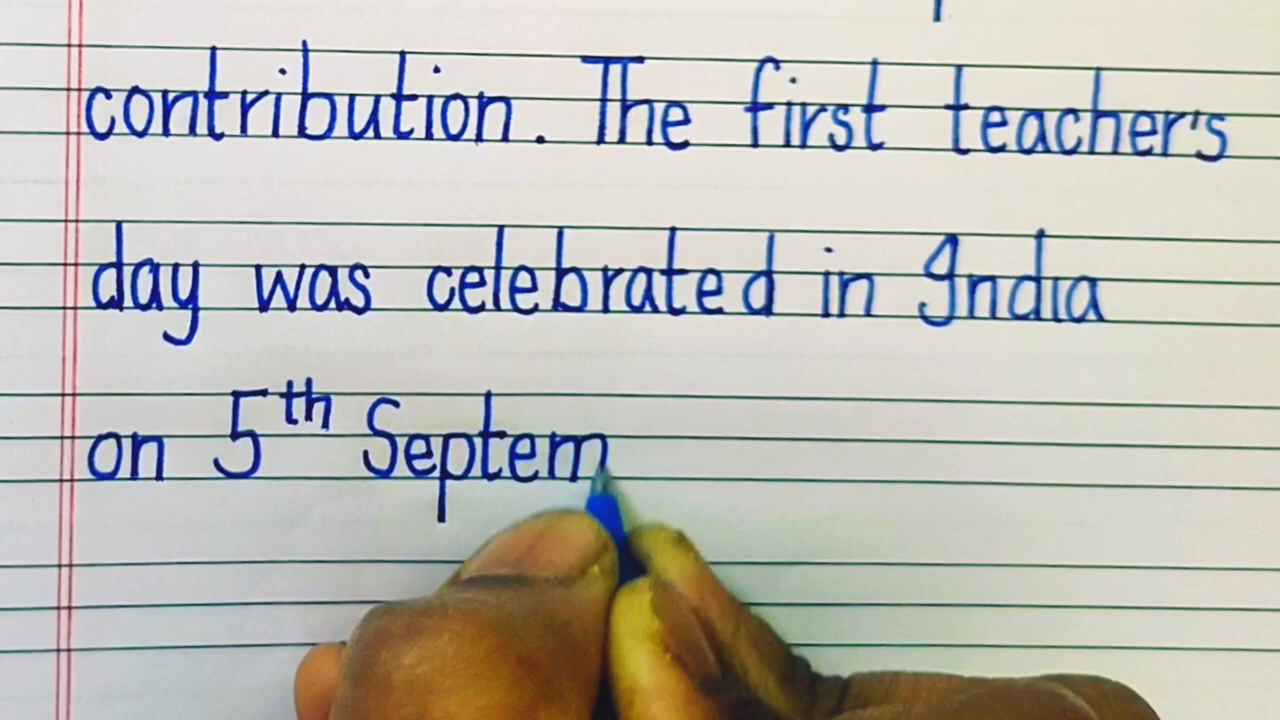 contribution. The first teacher's
day was celebrated in India
on 5th Septem